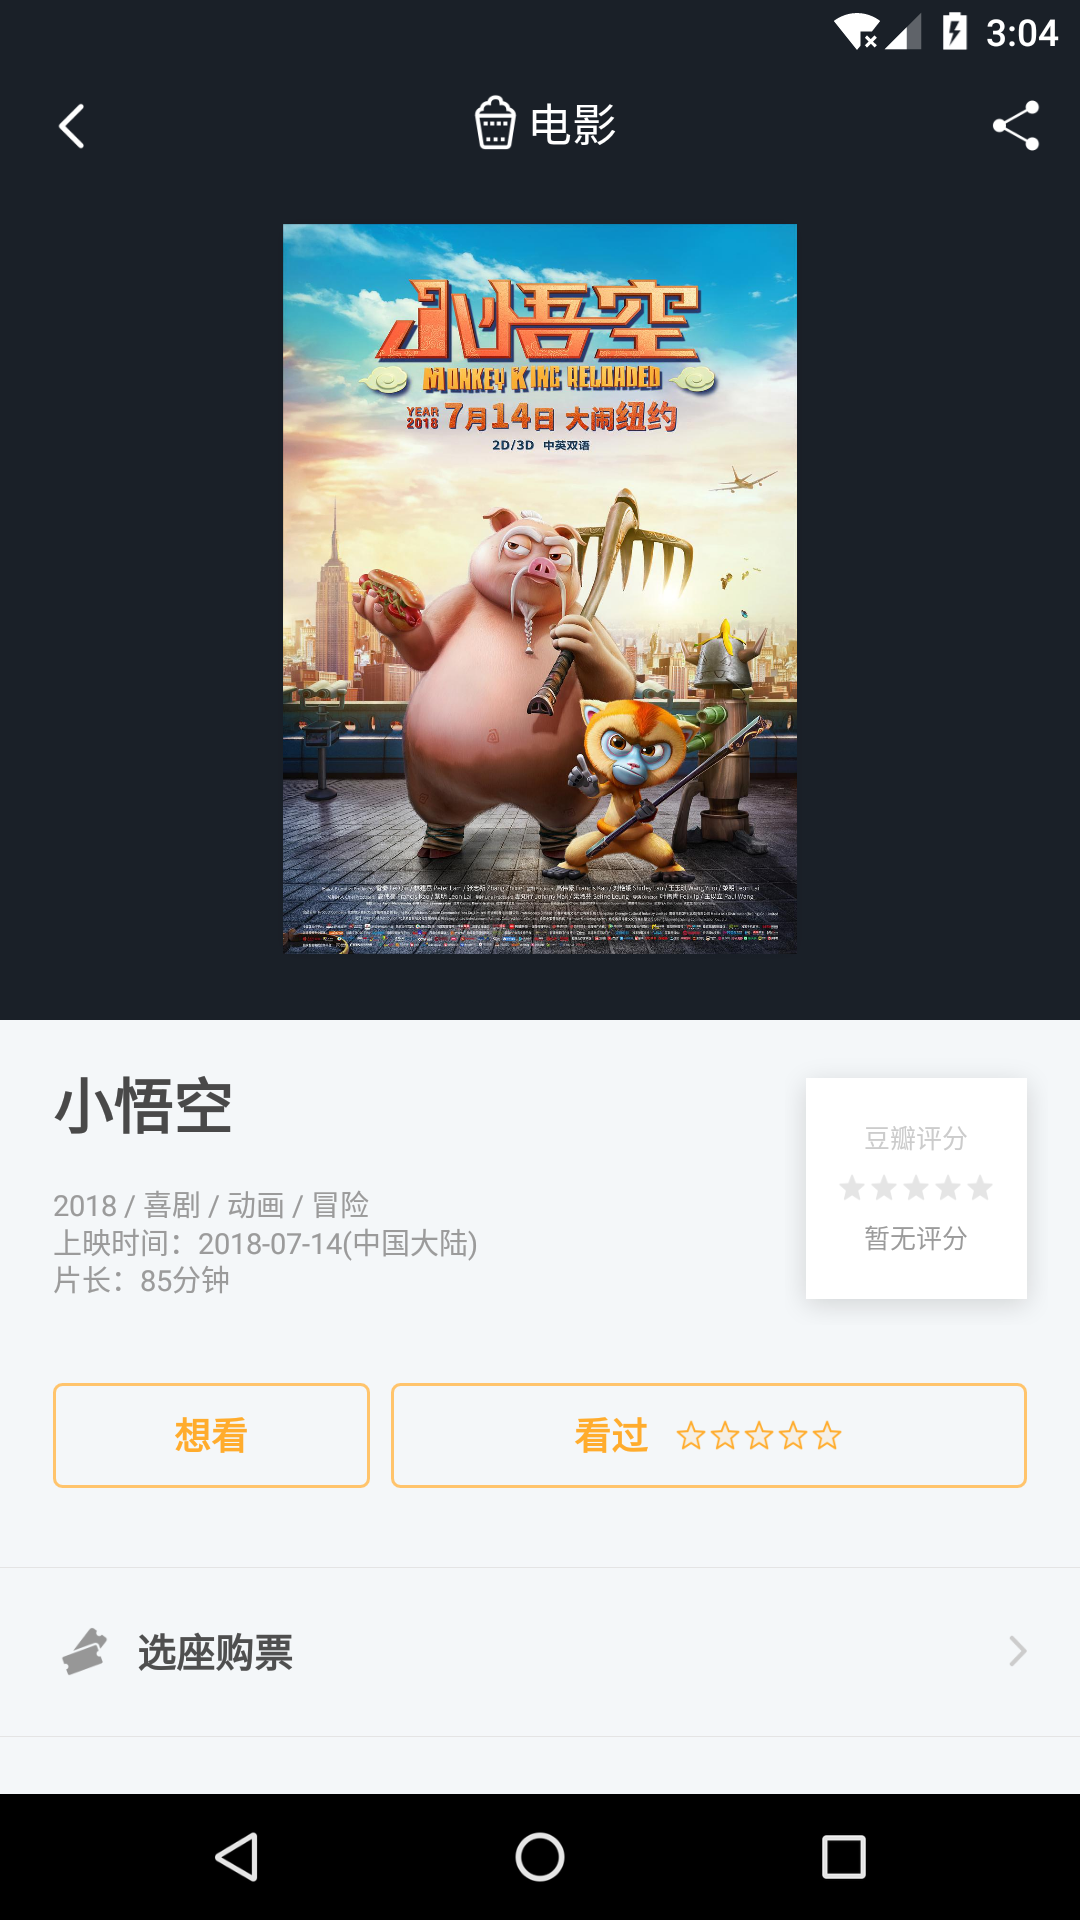 3:04
电影
小悟空
MONKEY KING RELOADED
YEAR 2018 7月14日 大闹纽约
2D/3D 中英双语
小悟空
豆瓣评分
暂无评分
2018 / 喜剧 / 动画 / 冒险
上映时间：2018-07-14(中国大陆)
片长：85分钟
想看
看过
选座购票